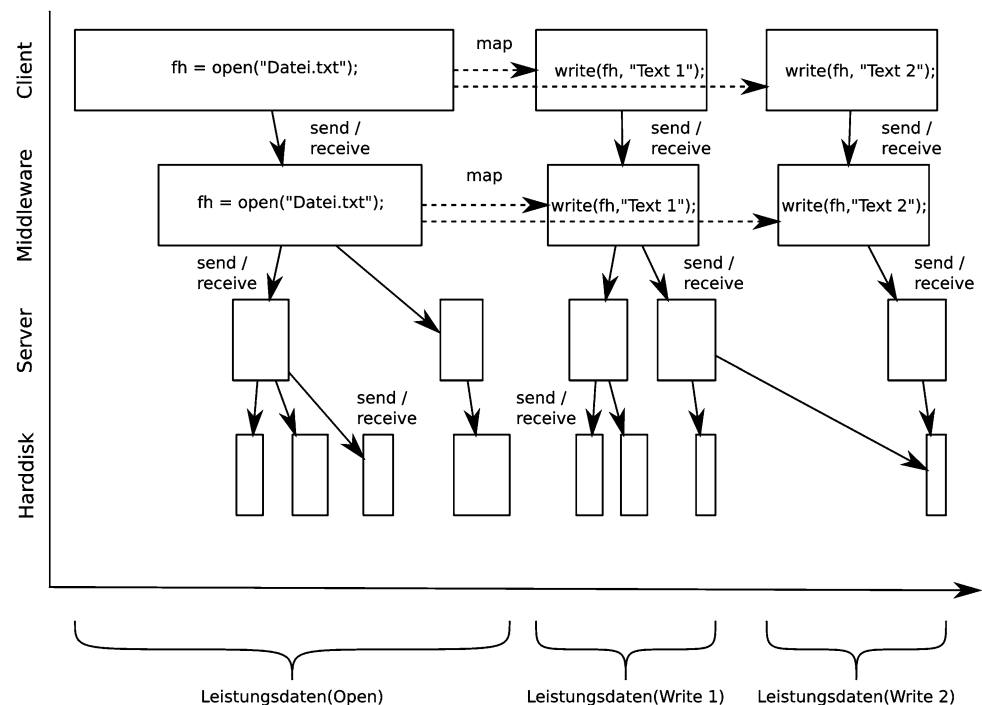 Client
fh = open("Datei.txt");
map
write(fh, "Text 1");
write(fh, "Text 2");
send /
receive
send /
receive
send /
receive
Middleware
fh = open("Datei.txt");
map
write(fh,"Text 1");
write(fh,"Text 2");
send /
receive
send /
receive
send /
receive
Server
send /
receive
send /
receive
Harddisk
Leistungsdaten(Open)
Leistungsdaten(Write 1)
Leistungsdaten(Write 2)